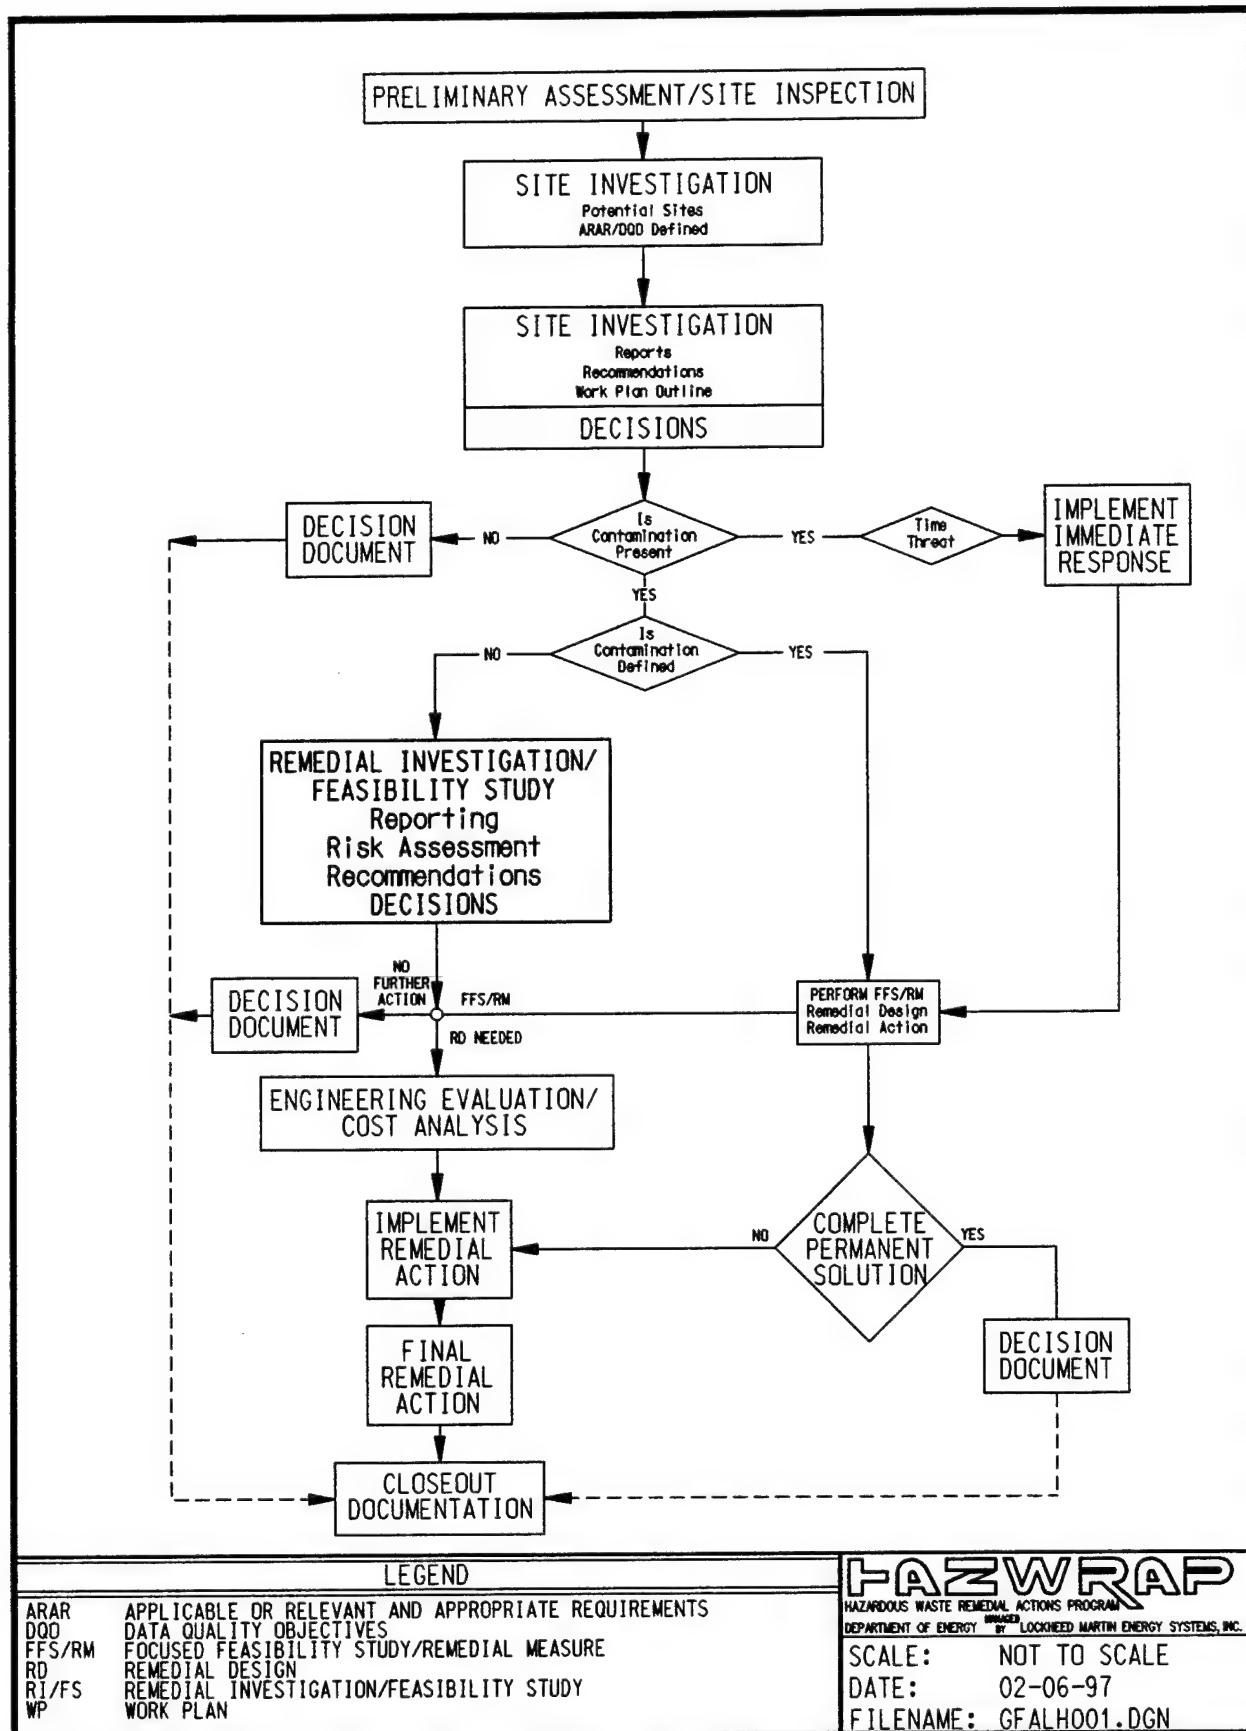 PRELIMINARY ASSESSMENT/SITE INSPECTION
SITE INVESTIGATION
Potential Sites
ARAR/DQO Defined
SITE INVESTIGATION
Reports
Recommendations
Work Plan Outline
DECISIONS
DECISION
DOCUMENT
NO
Is
Contamination
Present
YES
Time
Threat
IMPLEMENT
IMMEDIATE
RESPONSE
YES
NO
Is
Contamination
Defined
YES
REMEDIAL INVESTIGATION/
FEASIBILITY STUDY
Reporting
Risk Assessment
Recommendations
DECISIONS
NO
FURTHER
ACTION
DECISION
DOCUMENT
FFS/RM
RD NEEDED
PERFORM FFS/RM
Remedial Design
Remedial Action
ENGINEERING EVALUATION/
COST ANALYSIS
IMPLEMENT
REMEDIAL
ACTION
NO
COMPLETE
PERMANENT
SOLUTION
YES
FINAL
REMEDIAL
ACTION
DECISION
DOCUMENT
CLOSEOUT
DOCUMENTATION
LEGEND
ARAR APPLICABLE OR RELEVANT AND APPROPRIATE REQUIREMENTS
DQO DATA QUALITY OBJECTIVES
FFS/RM FOCUSED FEASIBILITY STUDY/REMEDIAL MEASURE
RD REMEDIAL DESIGN
RI/FS REMEDIAL INVESTIGATION/FEASIBILITY STUDY
WP WORK PLAN
HAZWRAP
HAZARDOUS WASTE REMEDIAL ACTIONS PROGRAM
DEPARTMENT OF ENERGY MANAGED BY LOCKHEED MARTIN ENERGY SYSTEMS, INC.
SCALE: NOT TO SCALE
DATE: 02-06-97
FILENAME: GFALH001.DGN